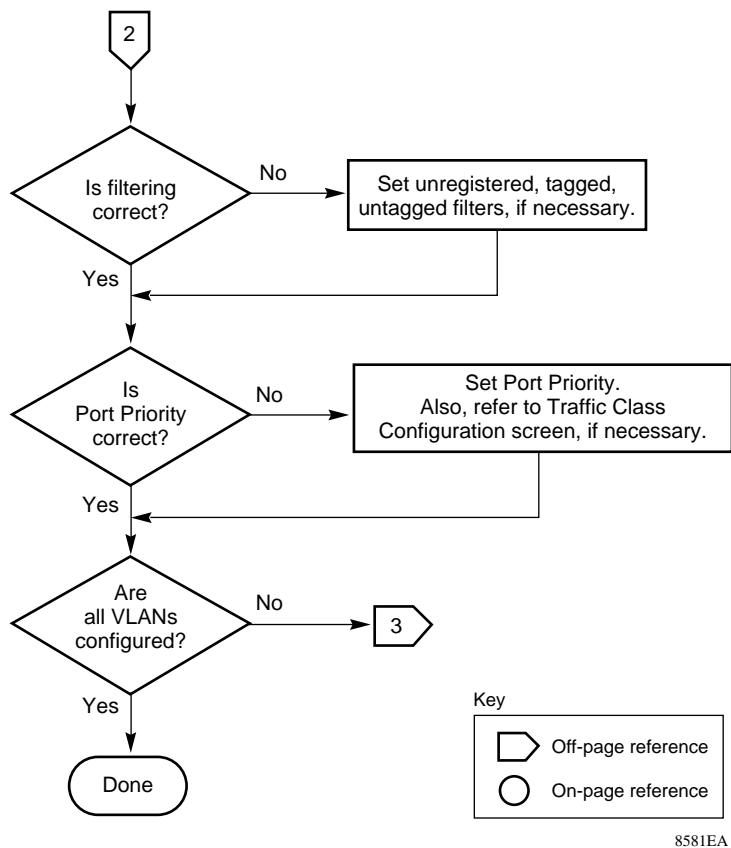 2
Is filtering
correct?
No
Set unregistered, tagged,
untagged filters, if necessary.
Yes
Is
Port Priority
correct?
No
Set Port Priority.
Also, refer to Traffic Class
Configuration screen, if necessary.
Yes
Are
all VLANs
configured?
No
3
Yes
Done
Key
Off-page reference
On-page reference
8581EA